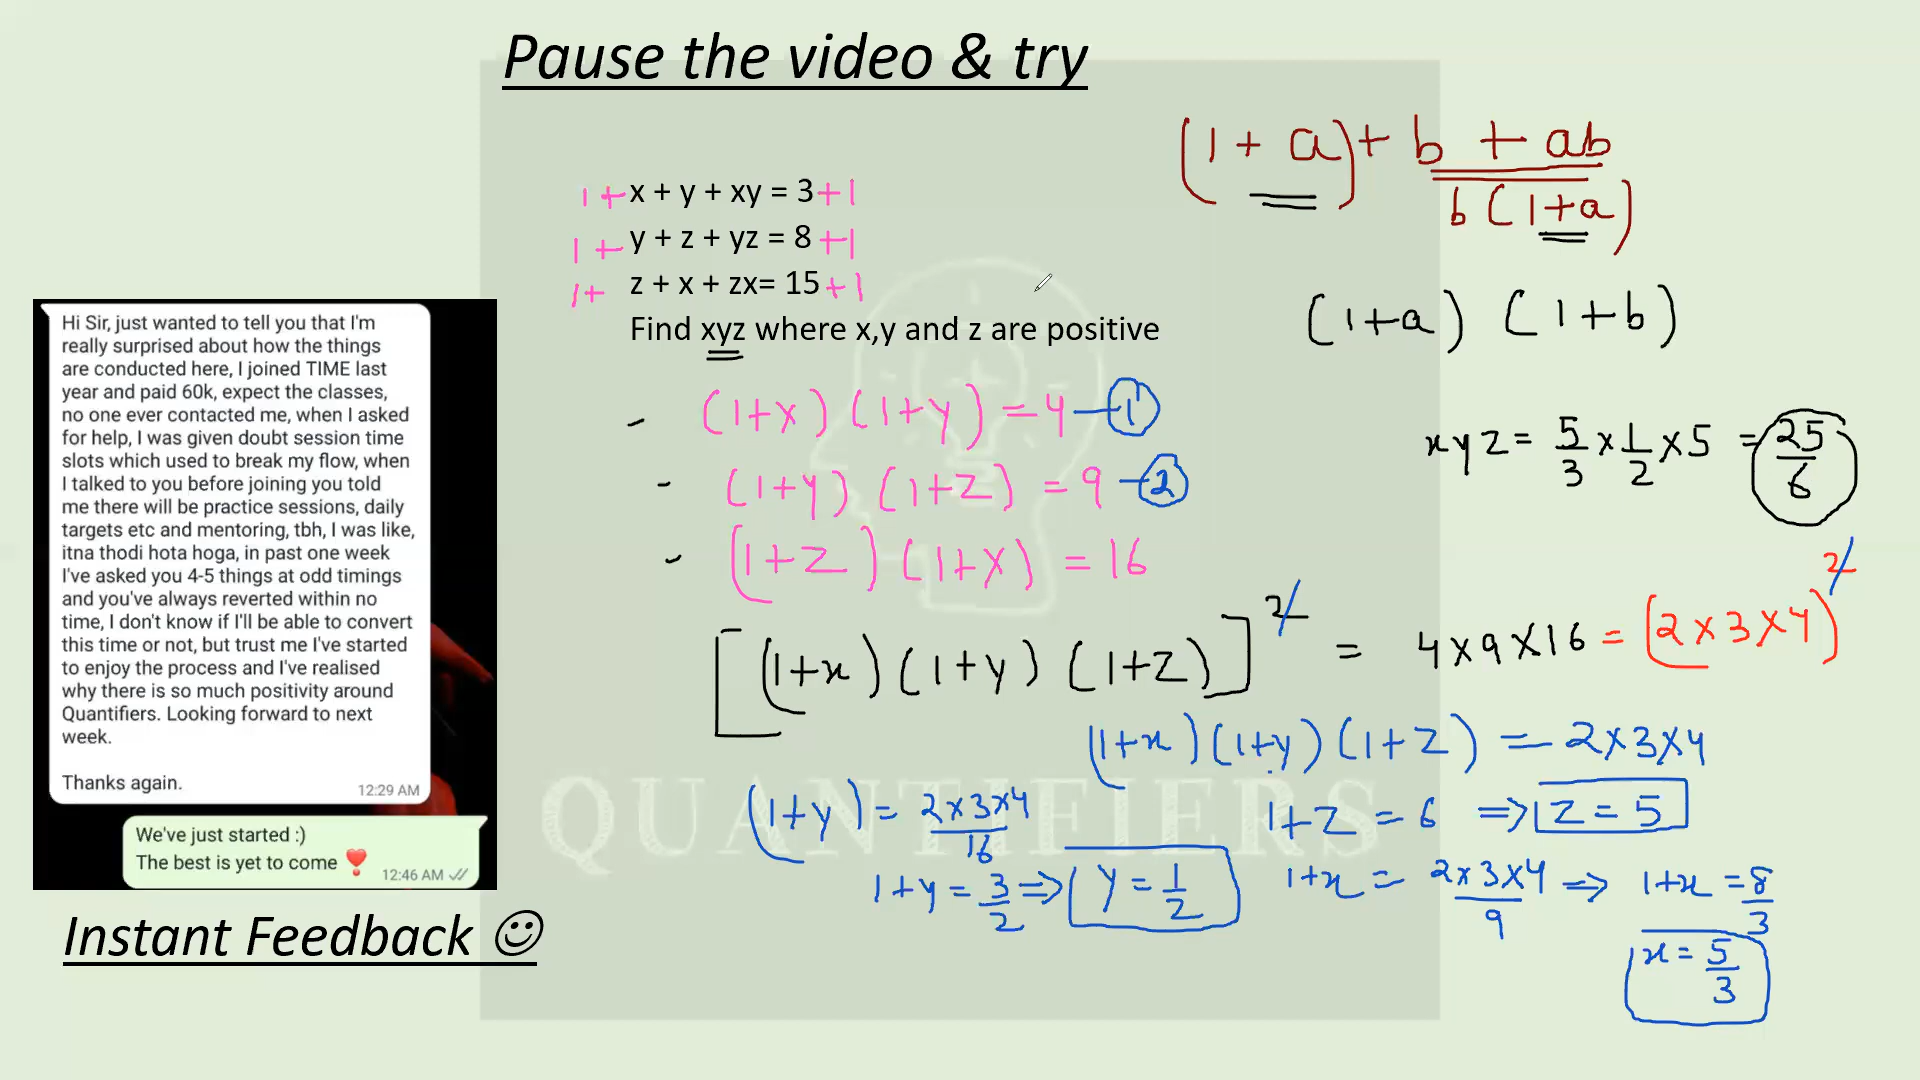 Pause the video & try
1 + x + y + xy = 3 + 1
1 + y + z + yz = 8 + 1
1 + z + x + zx= 15 + 1
Find xyz where x,y and z are positive
- (1+x) (1+y) = 4 — 1
- (1+y) (1+z) = 9 — 2
- (1+z) (1+x) = 16
[(1+x) (1+y) (1+z)]² = 4×9×16 = (2×3×4)²
(1+x) (1+y) (1+z) = 2×3×4
1+z = 6 ⇒ z = 5
(1+y) = 2×3×4/16
1+y = 3/2 ⇒ y = 1/2
1+x = 2×3×4/9 ⇒ 1+x = 8/3
x = 5/3
(1 + a) + b + ab
b(1+a)
(1+a) (1+b)
xyz = 5/3 × 1/2 × 5 = 25/6
Hi Sir, just wanted to tell you that I'm
really surprised about how the things
are conducted here, I joined TIME last
year and paid 60k, expect the classes,
no one ever contacted me, when I asked
for help, I was given doubt session time
slots which used to break my flow, when
I talked to you before joining you told
me there will be practice sessions, daily
targets etc and mentoring, tbh, I was like,
itna thodi hota hoga, in past one week
I've asked you 4-5 things at odd timings
and you've always reverted within no
time, I don't know if I'll be able to convert
this time or not, but trust me I've started
to enjoy the process and I've realised
why there is so much positivity around
Quantifiers. Looking forward to next
week.
Thanks again.
12:29 AM
We've just started :)
The best is yet to come ❣️
12:46 AM
Instant Feedback ☺
QUANTIFIERS